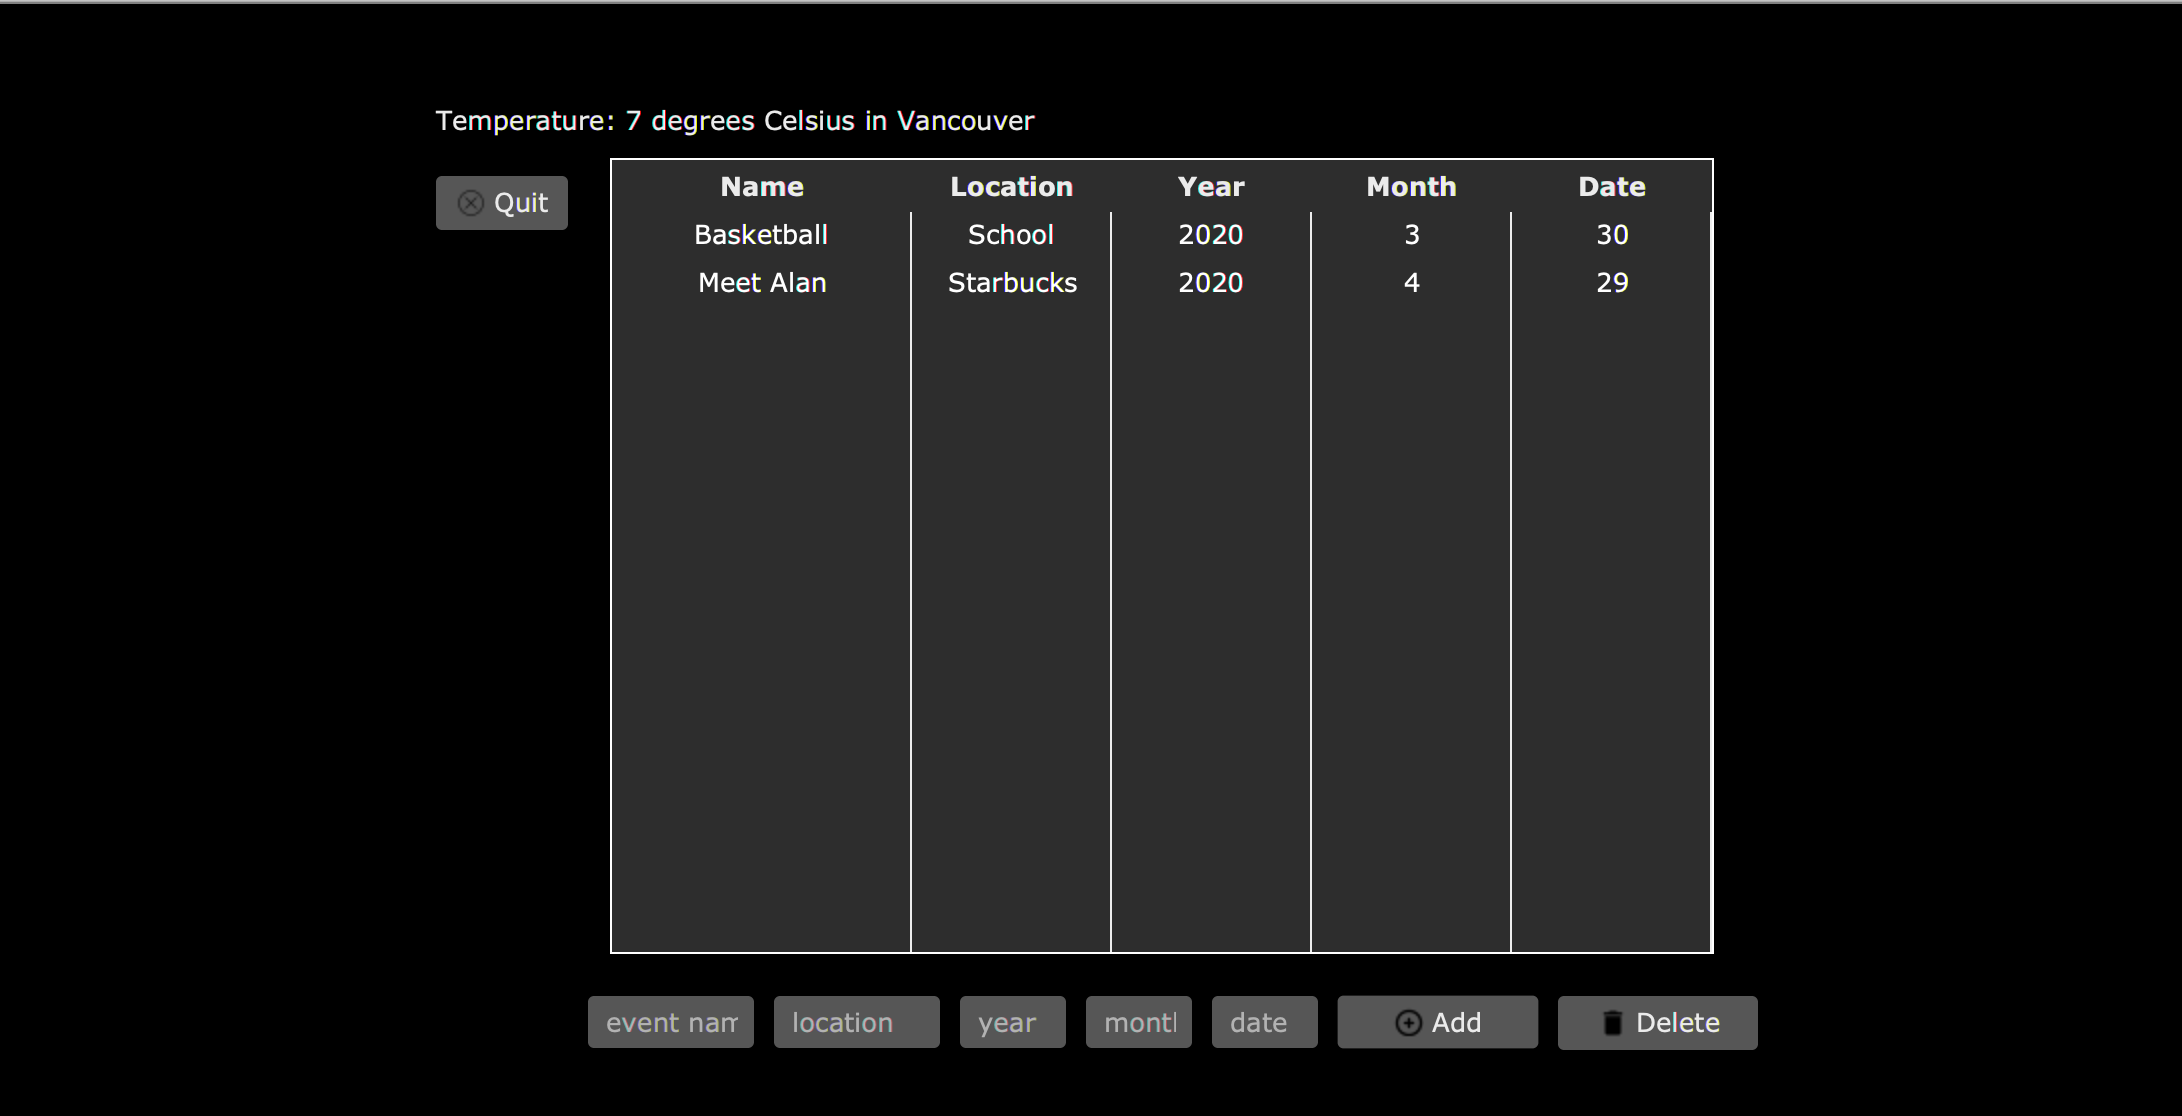 Temperature: 7 degrees Celsius in Vancouver
Quit
Name Location Year Month Date
Basketball School 2020 3 30
Meet Alan Starbucks 2020 4 29
event nam location year month date Add Delete